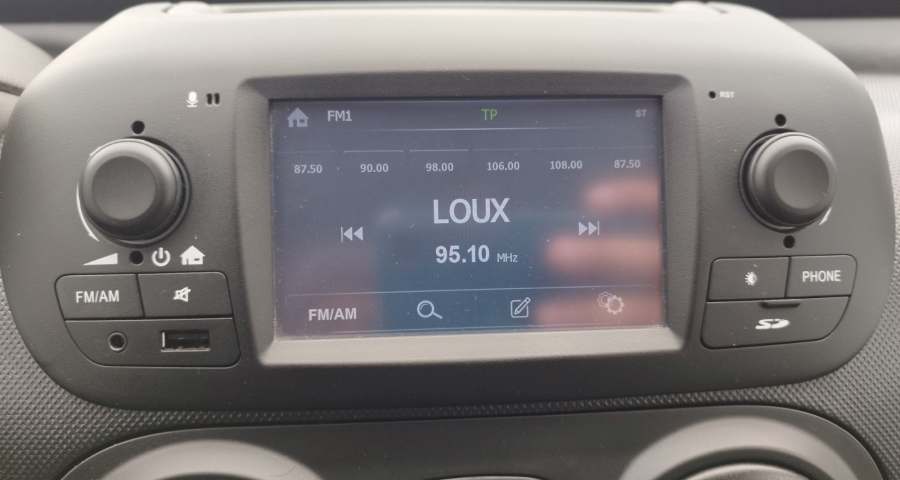 RST
FM1 TP ST
87.50 90.00 98.00 106.00 108.00 87.50
LOUX
95.10 MHz
FM/AM
FM/AM
PHONE
SD